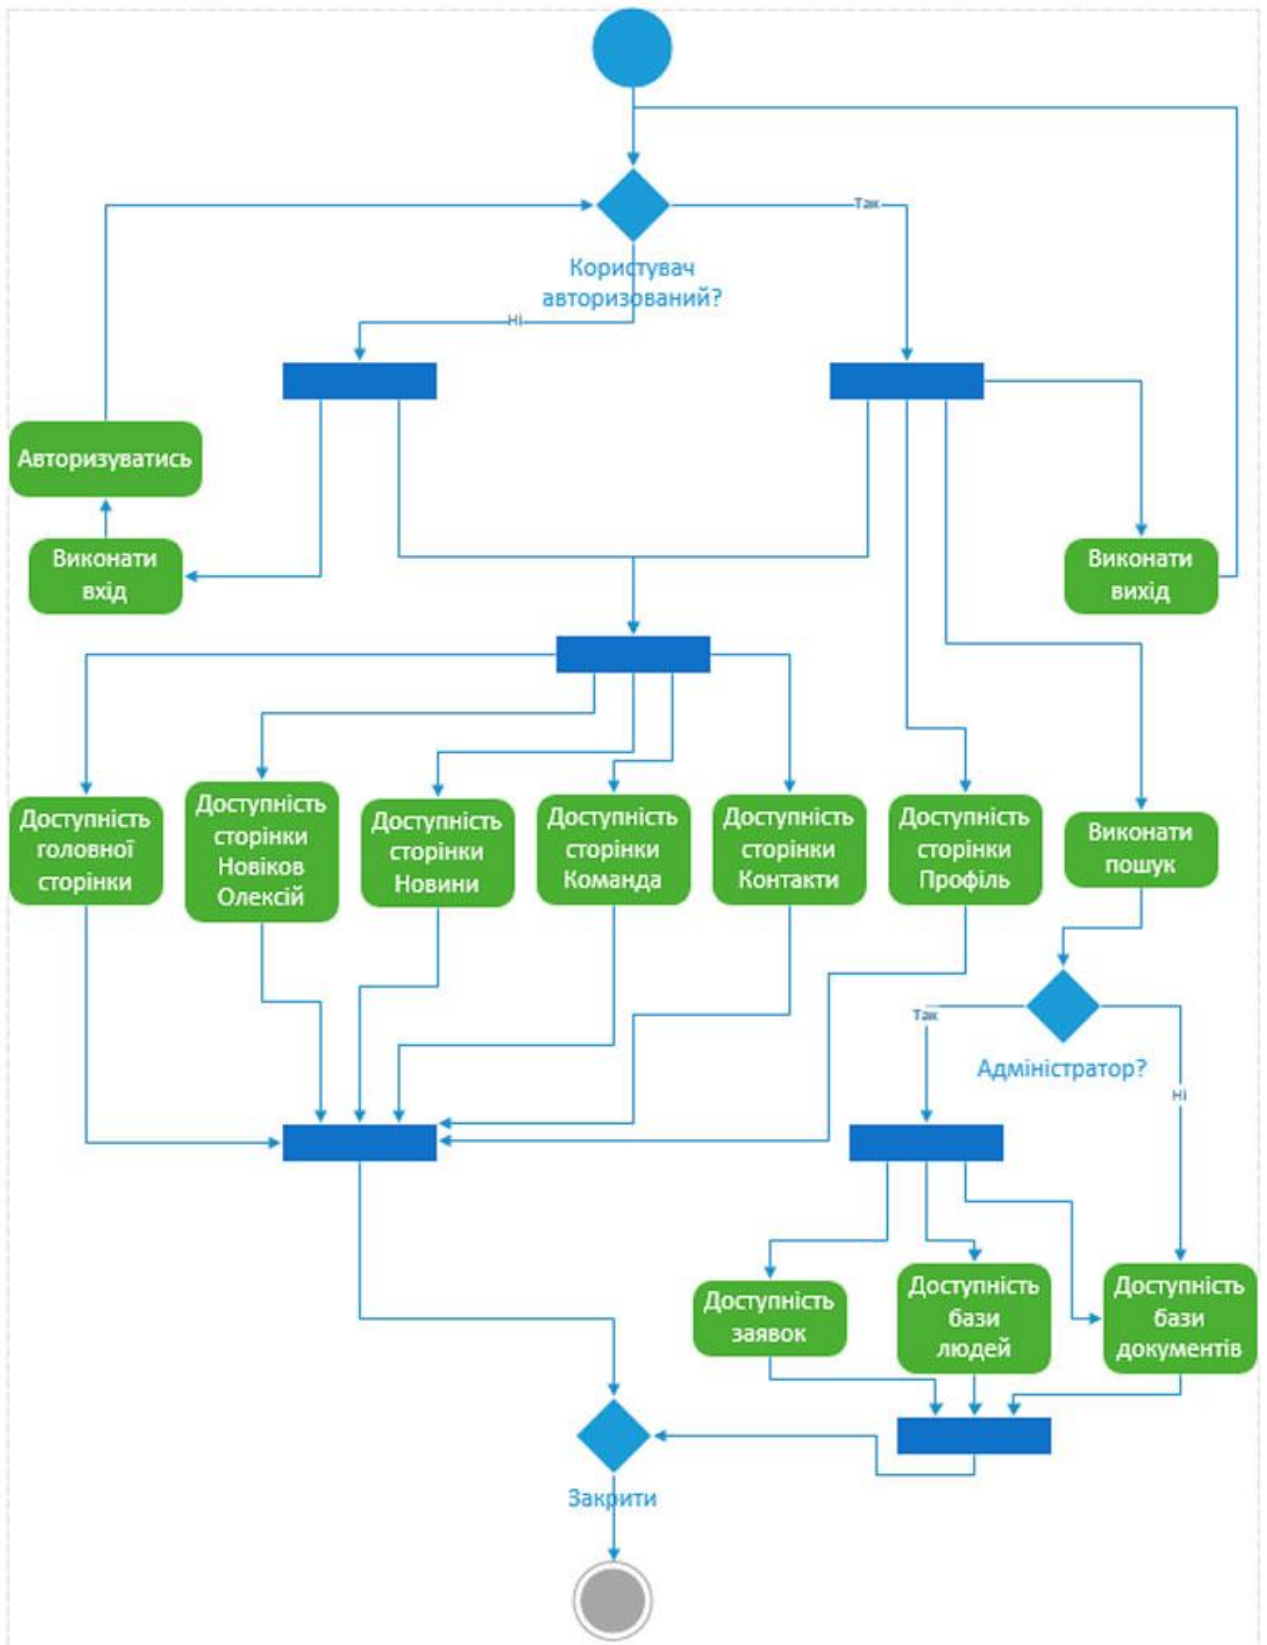 Так
Користувач
авторизований?
Ні
Авторизуватись
Виконати
вхід
Виконати
вихід
Доступність
головної
сторінки
Доступність
сторінки
Новіков
Олексій
Доступність
сторінки
Новини
Доступність
сторінки
Команда
Доступність
сторінки
Контакти
Доступність
сторінки
Профіль
Виконати
пошук
Так
Адміністратор?
Ні
Доступність
заявок
Доступність
бази
людей
Доступність
бази
документів
Закрити